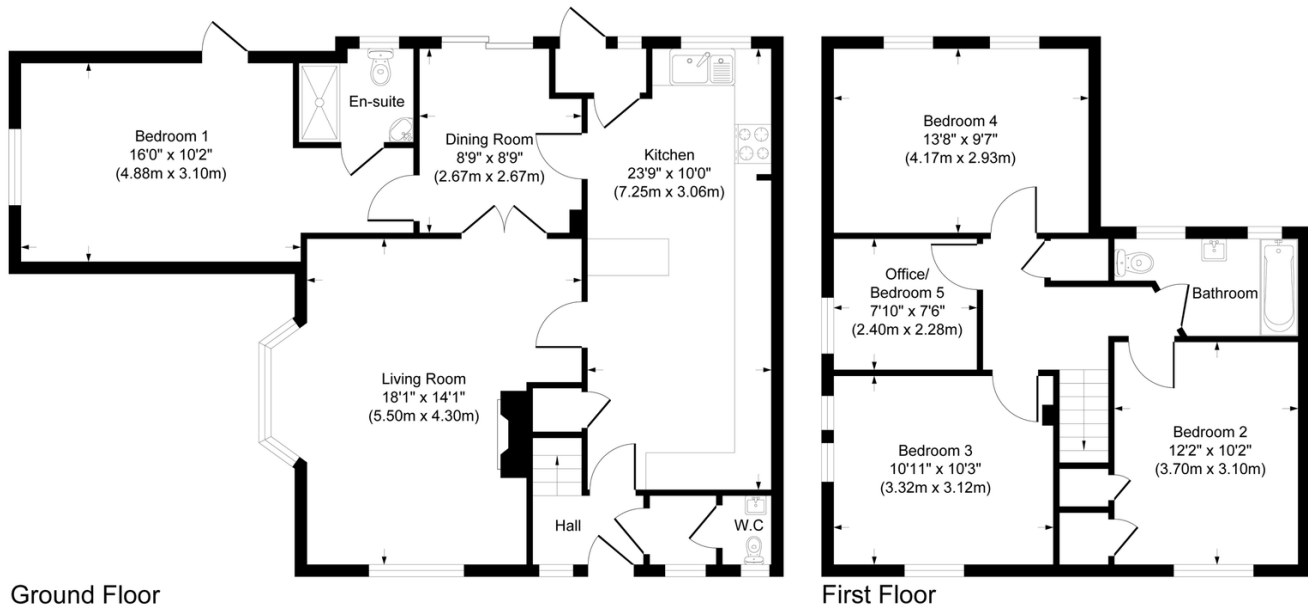 Bedroom 1
16'0" x 10'2"
(4.88m x 3.10m)
En-suite
Dining Room
8'9" x 8'9"
(2.67m x 2.67m)
Kitchen
23'9" x 10'0"
(7.25m x 3.06m)
Living Room
18'1" x 14'1"
(5.50m x 4.30m)
Hall
W.C
Ground Floor
Bedroom 4
13'8" x 9'7"
(4.17m x 2.93m)
Office/
Bedroom 5
7'10" x 7'6"
(2.40m x 2.28m)
Bathroom
Bedroom 3
10'11" x 10'3"
(3.32m x 3.12m)
Bedroom 2
12'2" x 10'2"
(3.70m x 3.10m)
First Floor